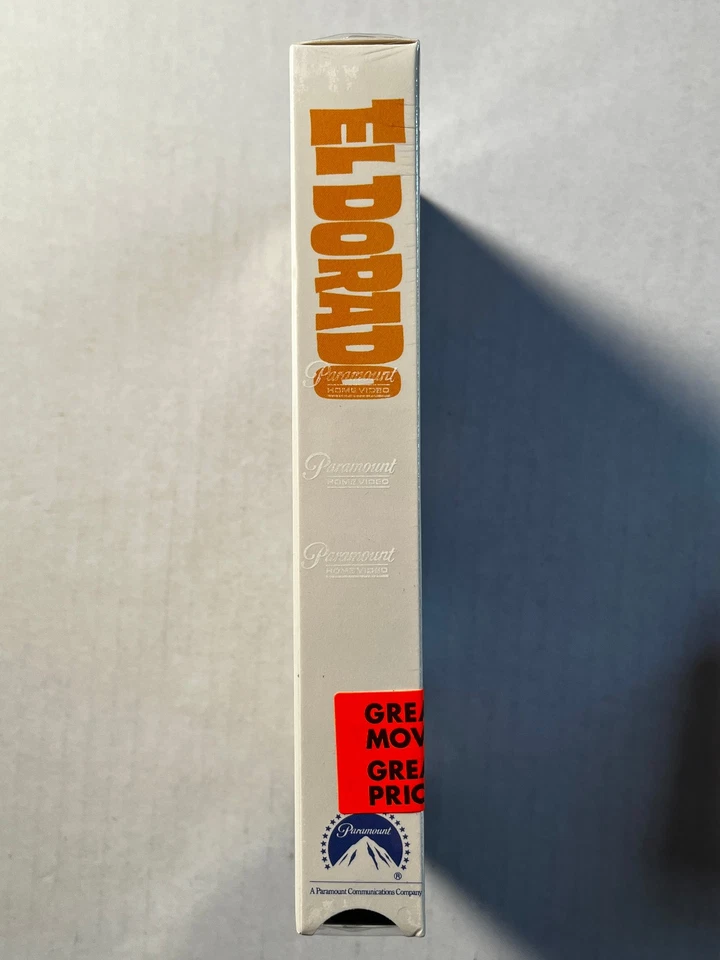 EL DORADO
Paramount
HOME VIDEO
Paramount
HOME VIDEO
Paramount
HOME VIDEO
GREA
MOV
GREA
PRIC
Paramount
®
A Paramount Communications Company